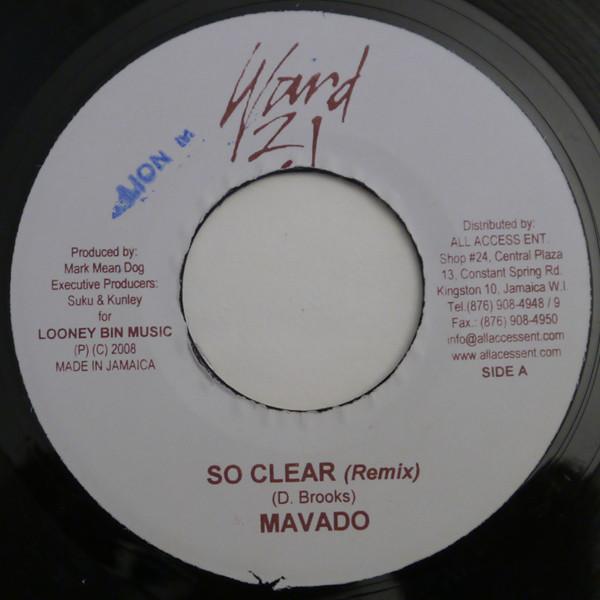 Ward
21
Produced by:
Mark Mean Dog
Executive Producers:
Suku & Kunley
for
LOONEY BIN MUSIC
(P) (C) 2008
MADE IN JAMAICA
Distributed by:
ALL ACCESS ENT.
Shop #24, Central Plaza
13, Constant Spring Rd.
Kingston 10, Jamaica W.I.
Tel.(876) 908-4948 / 9
Fax.: (876) 908-4950
info@allaccessent.com
www.allacessent.com
SIDE A
SO CLEAR (Remix)
(D. Brooks)
MAVADO